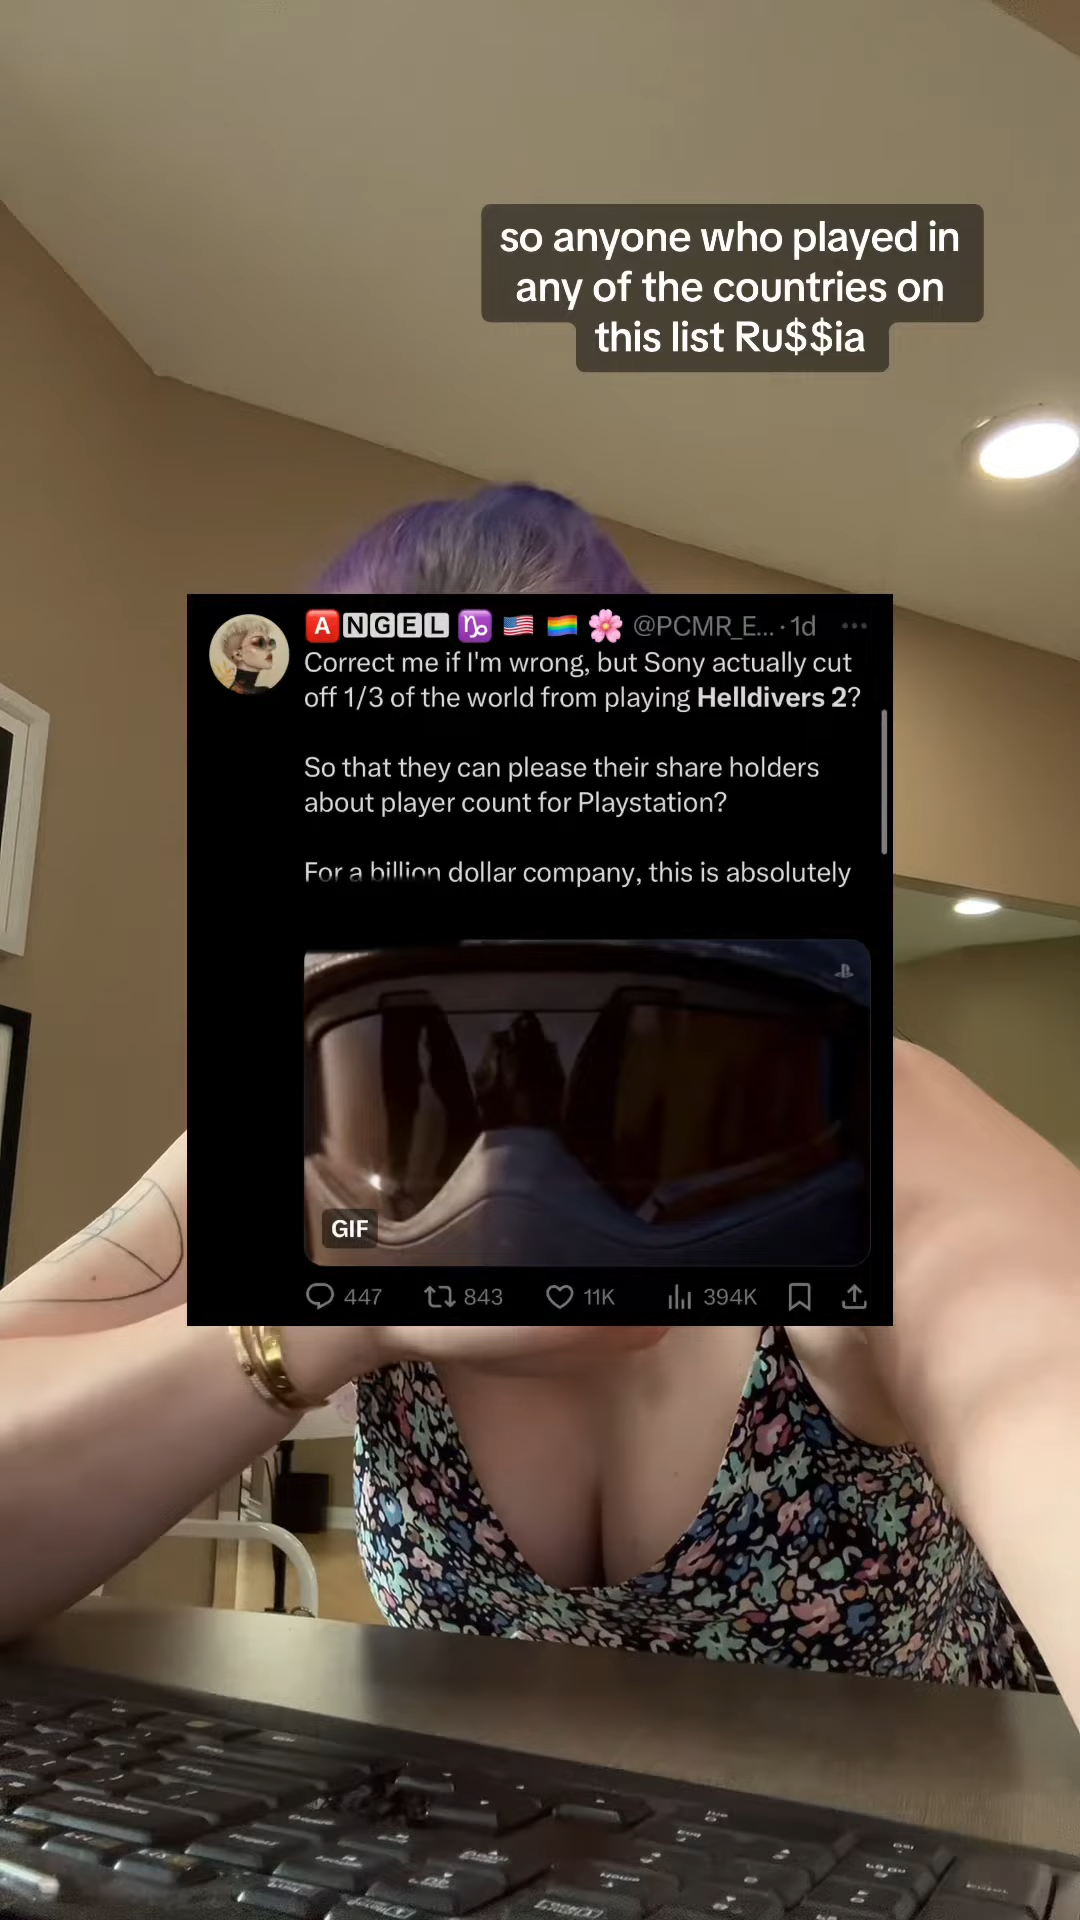 so anyone who played in
any of the countries on
this list Ru$$ia
🅰🅽🅶🅴🅻 ♑ 🇺🇸 🏳️‍🌈 🌸 @PCMR_E... · 1d
Correct me if I'm wrong, but Sony actually cut
off 1/3 of the world from playing Helldivers 2?
So that they can please their share holders
about player count for Playstation?
For a billion dollar company, this is absolutely
GIF
447 843 11K 394K